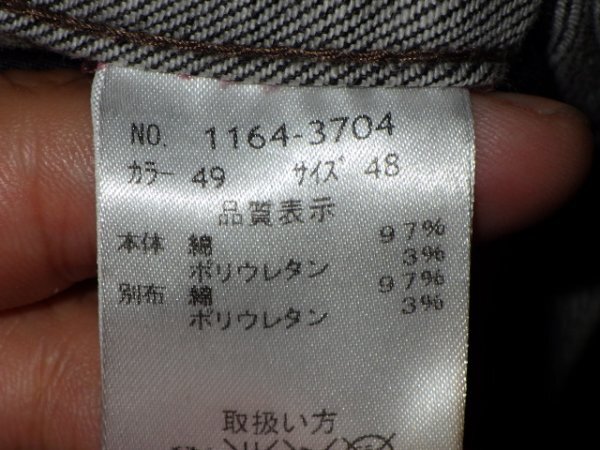 NO. 1164-3704
カラー 49 サイズ 48
品質表示
本体 綿 97%
ポリウレタン 3%
別布 綿 97%
ポリウレタン 3%
取扱い方